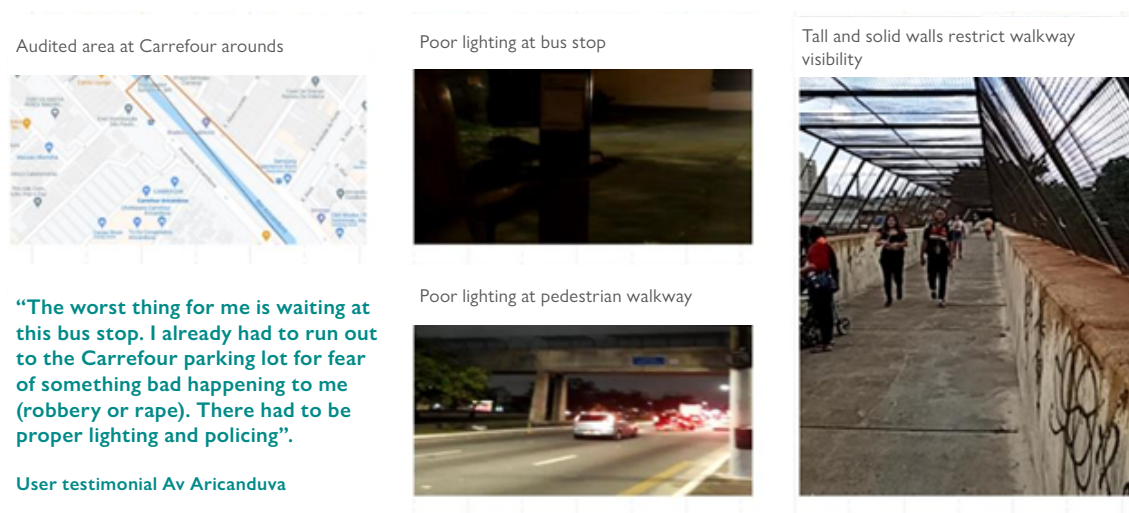 Audited area at Carrefour arounds
Poor lighting at bus stop
Tall and solid walls restrict walkway
visibility
Poor lighting at pedestrian walkway
“The worst thing for me is waiting at
this bus stop. I already had to run out
to the Carrefour parking lot for fear
of something bad happening to me
(robbery or rape). There had to be
proper lighting and policing”.
User testimonial Av Aricanduva